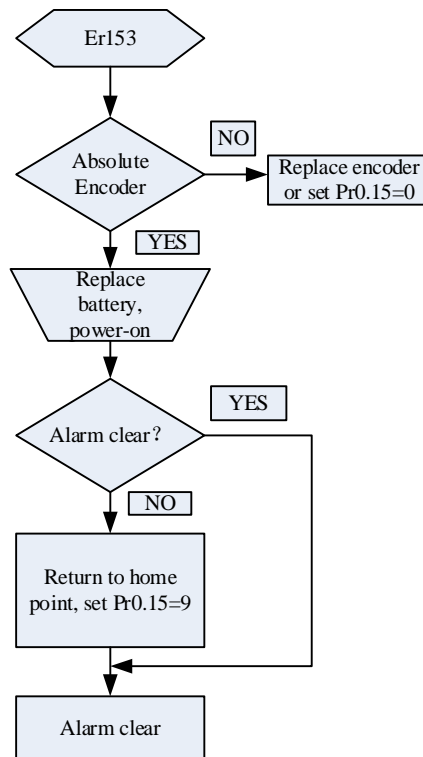 Er153
Absolute
Encoder
NO
Replace encoder
or set Pr0.15=0
YES
Replace
battery,
power-on
Alarm clear？
YES
NO
Return to home
point, set Pr0.15=9
Alarm clear